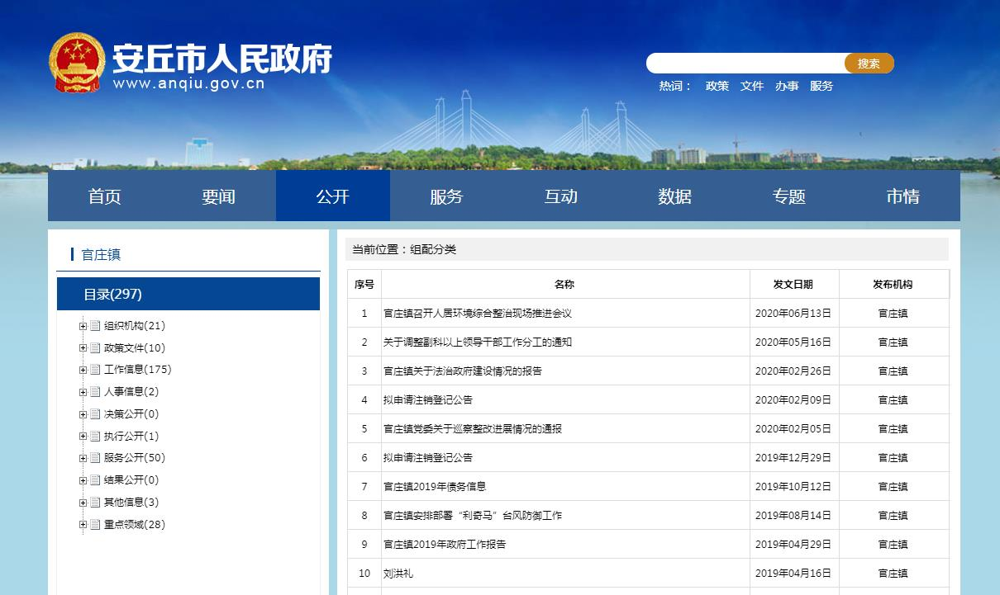 安丘市人民政府
www.anqiu.gov.cn
搜索
热词： 政策 文件 办事 服务
首页 要闻 公开 服务 互动 数据 专题 市情
官庄镇
目录(297)
组织机构(21)
政策文件(10)
工作信息(175)
人事信息(2)
决策公开(0)
执行公开(1)
服务公开(50)
结果公开(0)
其他信息(3)
重点领域(28)
当前位置：组配分类
序号 名称 发文日期 发布机构
1 官庄镇召开人居环境综合整治现场推进会议 2020年06月13日 官庄镇
2 关于调整副科以上领导干部工作分工的通知 2020年05月16日 官庄镇
3 官庄镇关于法治政府建设情况的报告 2020年02月26日 官庄镇
4 拟申请注销登记公告 2020年02月09日 官庄镇
5 官庄镇党委关于巡察整改进展情况的通报 2020年02月05日 官庄镇
6 拟申请注销登记公告 2019年12月29日 官庄镇
7 官庄镇2019年债务信息 2019年10月12日 官庄镇
8 官庄镇安排部署“利奇马”台风防御工作 2019年08月14日 官庄镇
9 官庄镇2019年政府工作报告 2019年04月29日 官庄镇
10 刘洪礼 2019年04月16日 官庄镇